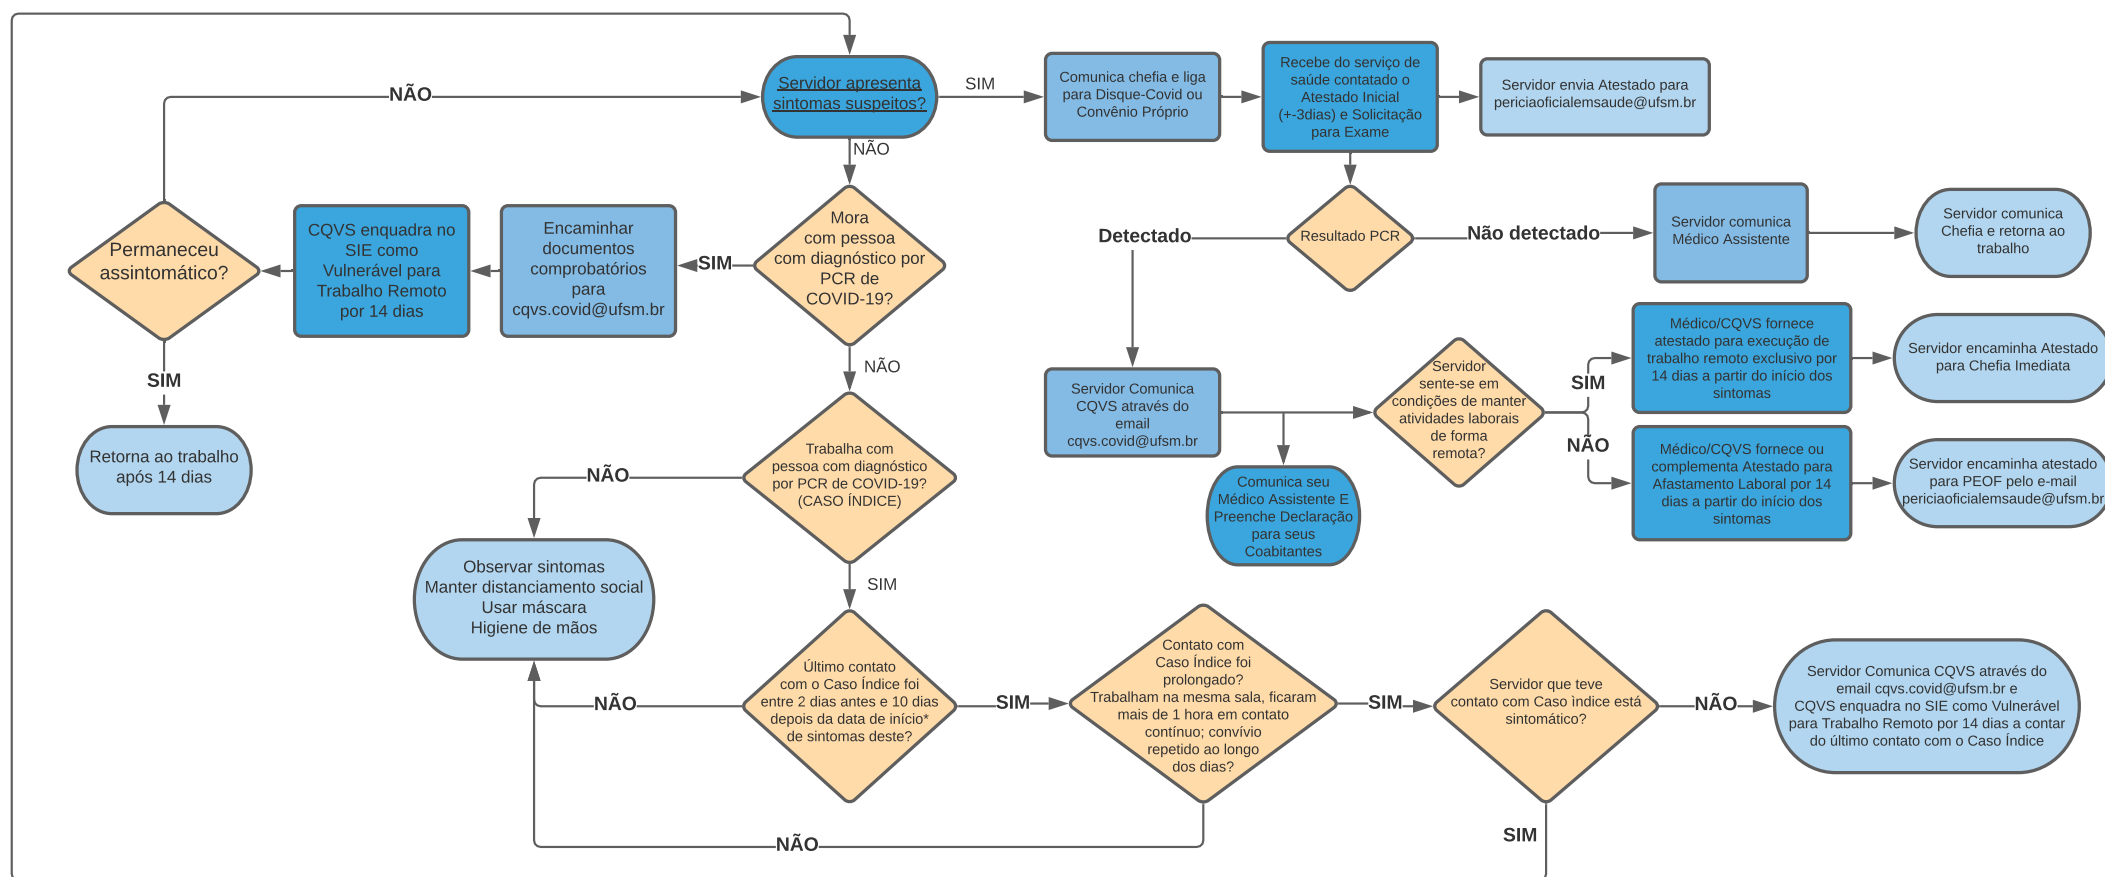 Servidor apresenta
sintomas suspeitos?
SIM
Comunica chefia e liga
para Disque-Covid ou
Convênio Próprio
Recebe do serviço de
saúde contatado o
Atestado Inicial
(+-3dias) e Solicitação
para Exame
Servidor envia Atestado para
periciaoficialemsaude@ufsm.br
NÃO
NÃO
Mora
com pessoa
com diagnóstico por
PCR de
COVID-19?
SIM
Encaminhar
documentos
comprobatórios
para
cqvs.covid@ufsm.br
CQVS enquadra no
SIE como
Vulnerável para
Trabalho Remoto
por 14 dias
Permaneceu
assintomático?
SIM
Retorna ao trabalho
após 14 dias
Resultado PCR
Não detectado
Servidor comunica
Médico Assistente
Servidor comunica
Chefia e retorna ao
trabalho
Detectado
Servidor Comunica
CQVS através do
email
cqvs.covid@ufsm.br
Comunica seu
Médico Assistente E
Preenche Declaração
para seus
Coabitantes
Servidor
sente-se em
condições de manter
atividades laborais
de forma
remota?
SIM
Médico/CQVS fornece
atestado para execução de
trabalho remoto exclusivo por
14 dias a partir do início dos
sintomas
Servidor encaminha Atestado
para Chefia Imediata
NÃO
Médico/CQVS fornece ou
complementa Atestado para
Afastamento Laboral por 14
dias a partir do início dos
sintomas
Servidor encaminha atestado
para PEOF pelo e-mail
periciaoficialemsaude@ufsm.br
NÃO
Trabalha com
pessoa com diagnóstico
por PCR de COVID-19?
(CASO ÍNDICE)
NÃO
Observar sintomas
Manter distanciamento social
Usar máscara
Higiene de mãos
SIM
Último contato
com o Caso Índice foi
entre 2 dias antes e 10 dias
depois da data de início*
de sintomas deste?
NÃO
SIM
Contato com
Caso Índice foi
prolongado?
Trabalham na mesma sala, ficaram
mais de 1 hora em contato
contínuo; convívio
repetido ao longo
dos dias?
NÃO
SIM
Servidor que teve
contato com Caso ìndice está
sintomático?
SIM
NÃO
Servidor Comunica CQVS através do
email cqvs.covid@ufsm.br e
CQVS enquadra no SIE como Vulnerável
para Trabalho Remoto por 14 dias a contar
do último contato com o Caso Índice